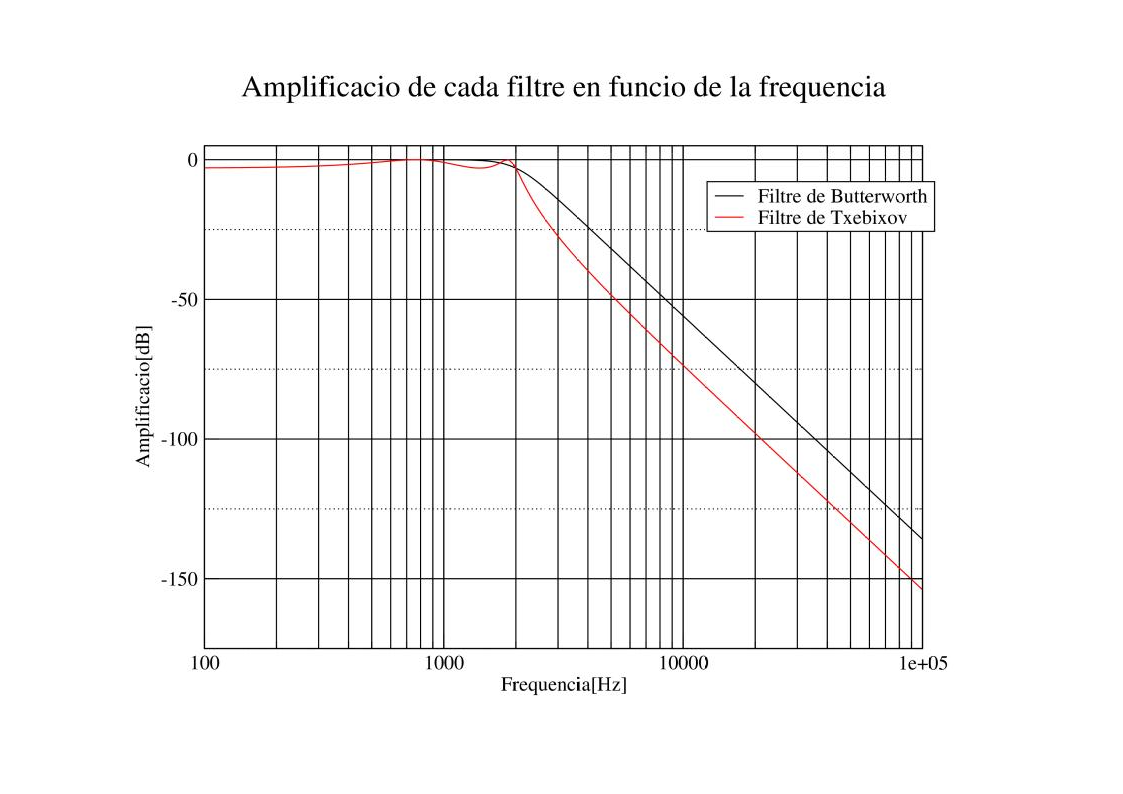 Amplificacio de cada filtre en funcio de la frequencia
0
-50
-100
-150
Amplificacio[dB]
Filtre de Butterworth
Filtre de Txebixov
100 1000 10000 1e+05
Frequencia[Hz]